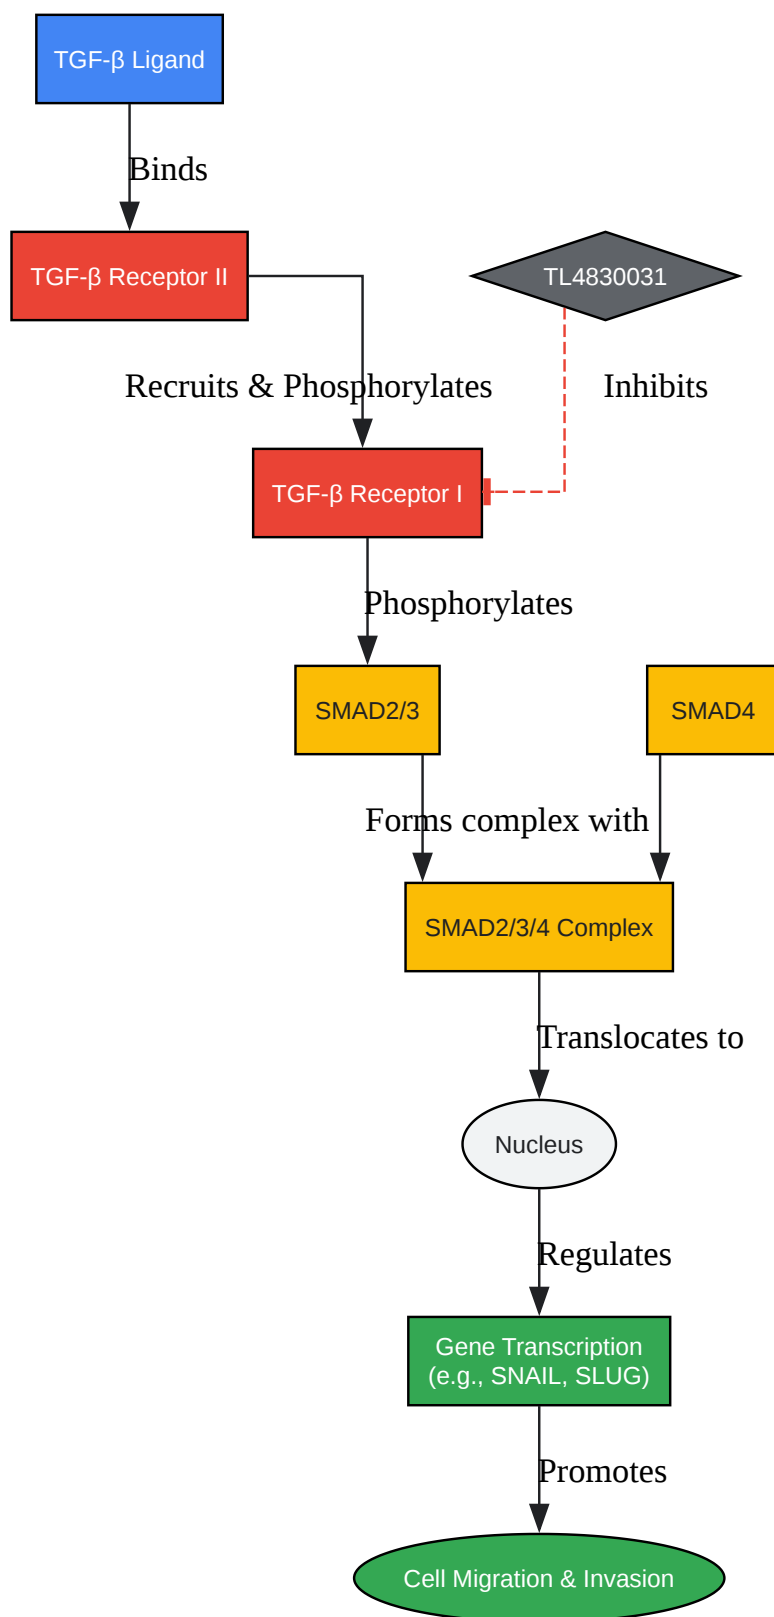 TGF-β Ligand
Binds
TGF-β Receptor II
TL4830031
Recruits & Phosphorylates
Inhibits
TGF-β Receptor I
Phosphorylates
SMAD2/3
SMAD4
Forms complex with
SMAD2/3/4 Complex
Translocates to
Nucleus
Regulates
Gene Transcription
(e.g., SNAIL, SLUG)
Promotes
Cell Migration & Invasion